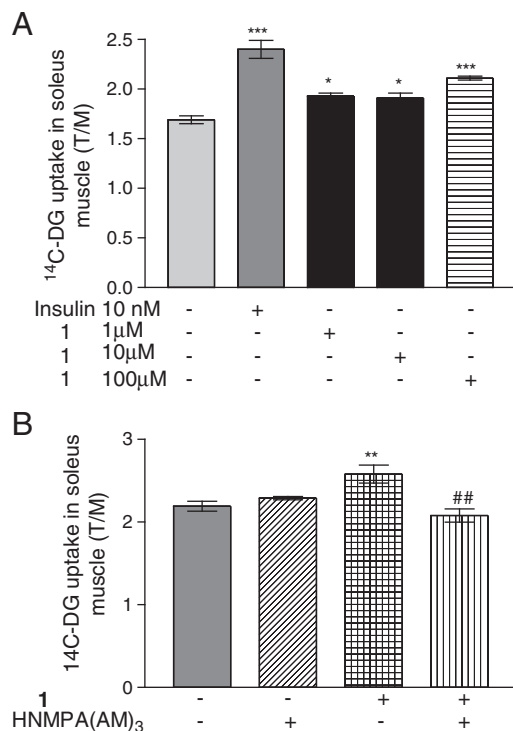 A
14C-DG uptake in soleus
muscle (T/M)
2.5
2.0
1.5
1.0
0.5
0.0
***
*
*
***
Insulin 10 nM - + - - -
1 1μM - - + - -
1 10μM - - - + -
1 100μM - - - - +
B
14C-DG uptake in soleus
muscle (T/M)
3
2
1
0
**
##
1 - - + +
HNMPA(AM)3 - + - +